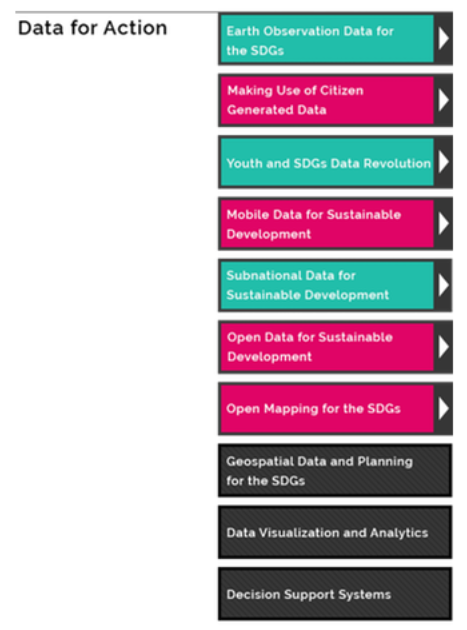 Data for Action
Earth Observation Data for
the SDGs
Making Use of Citizen
Generated Data
Youth and SDGs Data Revolution
Mobile Data for Sustainable
Development
Subnational Data for
Sustainable Development
Open Data for Sustainable
Development
Open Mapping for the SDGs
Geospatial Data and Planning
for the SDGs
Data Visualization and Analytics
Decision Support Systems